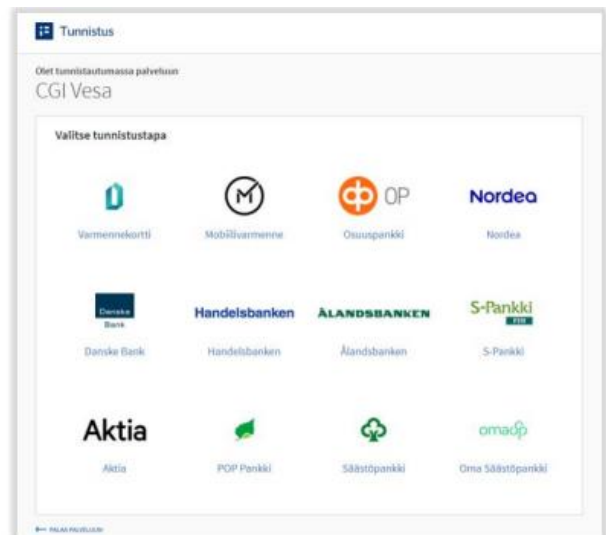 Tunnistus
Olet tunnistautumassa palveluun
CGI Vesa
Valitse tunnistustapa
OP Nordea
Varmennekortti Mobiilivarmenne Osuuspankki Nordea
Danske Bank Handelsbanken ÅLANDSBANKEN S-Pankki
Danske Bank Handelsbanken Ålandsbanken S-Pankki
Aktia omasp
Aktia POP Pankki Säästöpankki Oma Säästöpankki
PALAA PALVELUUN